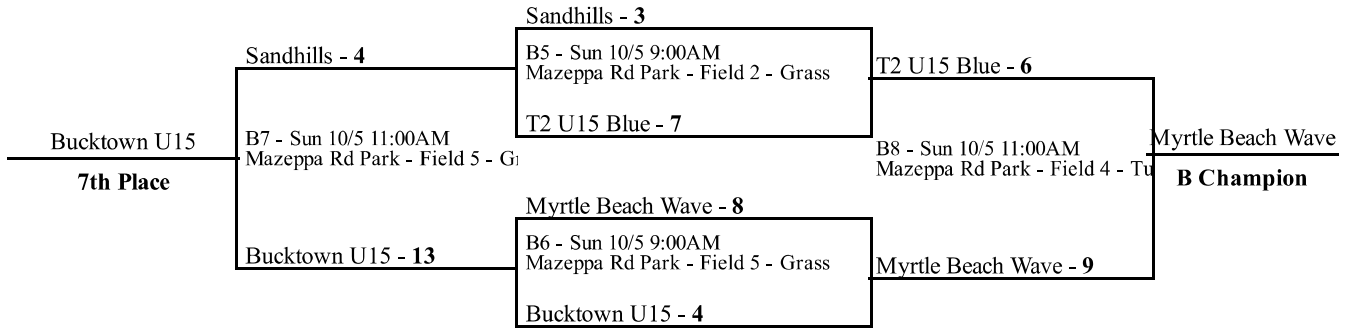 Sandhills - 3
B5 - Sun 10/5 9:00AM
Mazeppa Rd Park - Field 2 - Grass
T2 U15 Blue - 7
Sandhills - 4
B7 - Sun 10/5 11:00AM
Mazeppa Rd Park - Field 5 - G
Bucktown U15 - 13
Bucktown U15
7th Place
Myrtle Beach Wave - 8
B6 - Sun 10/5 9:00AM
Mazeppa Rd Park - Field 5 - Grass
Bucktown U15 - 4
T2 U15 Blue - 6
B8 - Sun 10/5 11:00AM
Mazeppa Rd Park - Field 4 - Tu
Myrtle Beach Wave - 9
Myrtle Beach Wave
B Champion